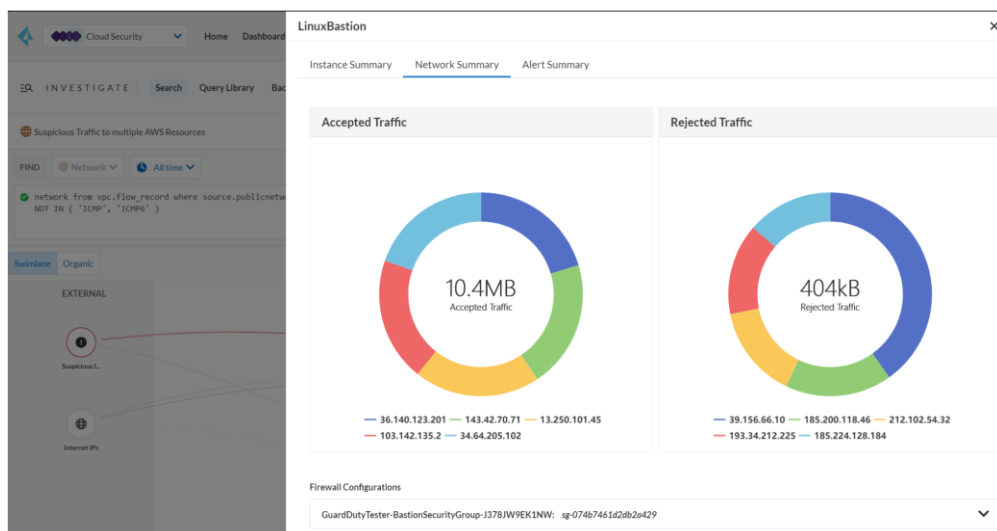 LinuxBastion
×
Cloud Security
Home
Dashboard
Instance Summary
Network Summary
Alert Summary
INVESTIGATE
Search
Query Library
Bac
Suspicious Traffic to multiple AWS Resources
FIND
Network
All time
network from vpc.flow_record where source.publicnetw
NOT IN ( 'ICMP', 'ICMP6' )
Swimlane
Organic
EXTERNAL
Suspicious I...
Internet IPs
Accepted Traffic
10.4MB
Accepted Traffic
36.140.123.201
143.42.70.71
13.250.101.45
103.142.135.2
34.64.205.102
Rejected Traffic
404kB
Rejected Traffic
39.156.66.10
185.200.118.46
212.102.54.32
193.34.212.225
185.224.128.184
Firewall Configurations
GuardDutyTester-BastionSecurityGroup-J378JW9EK1NW: sg-074b7461d2db2a429